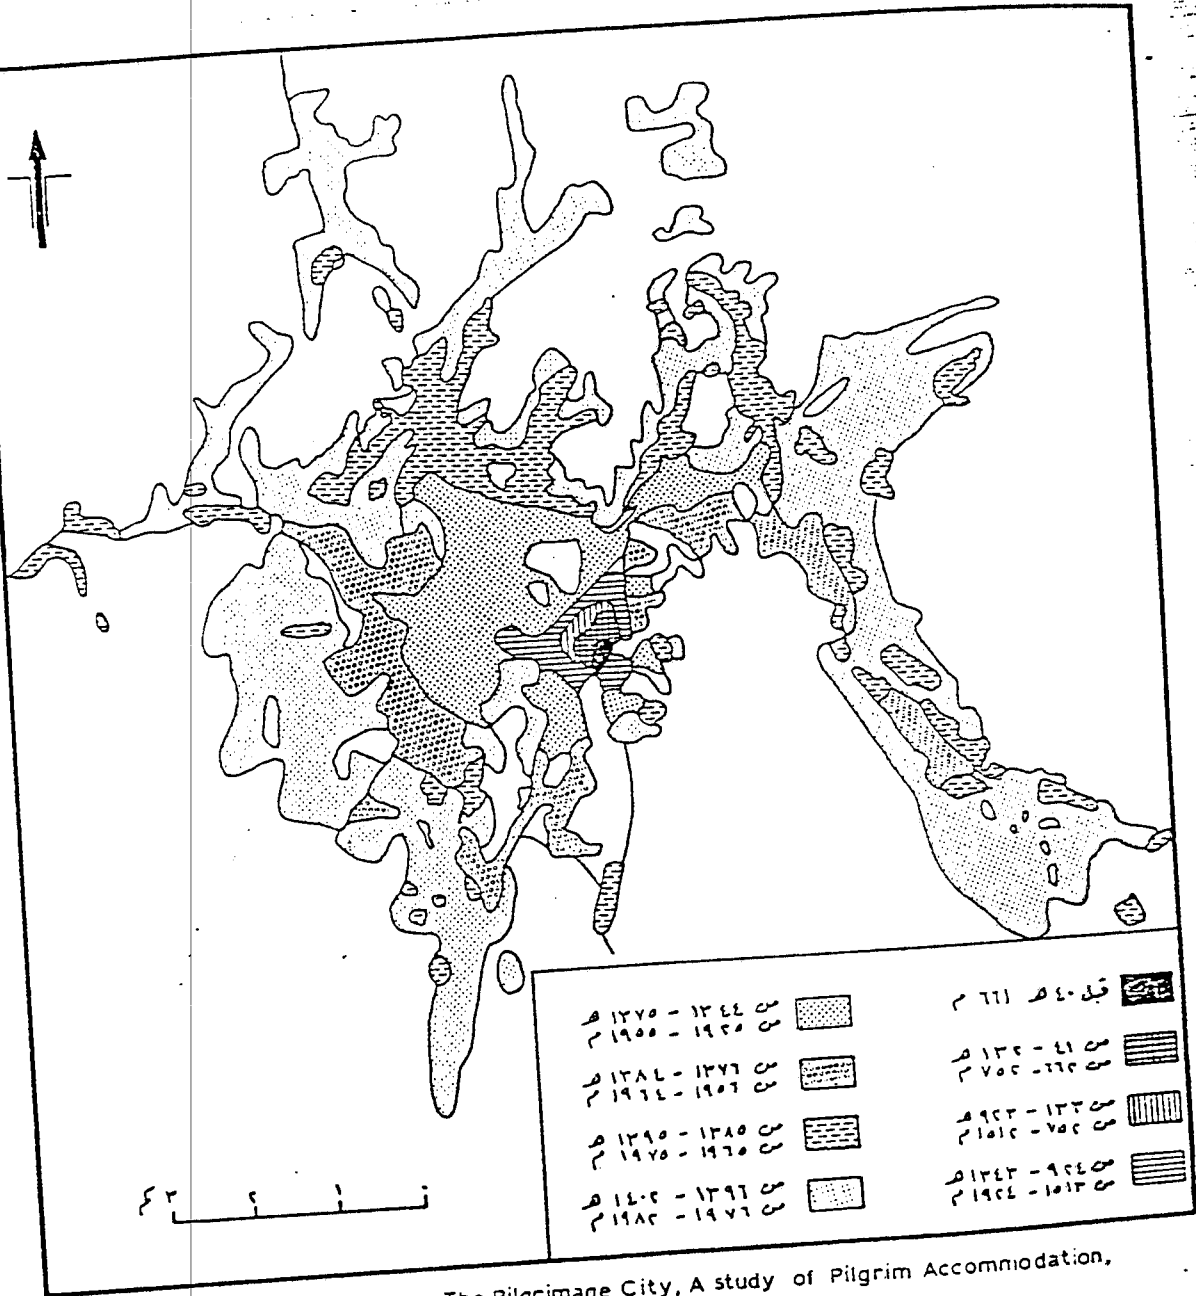 قبل ٤٠ هـ ٦٦١ م
من ٤١ - ١٣٢ هـ
من ٦٦٢ - ٧٥٢ م
من ١٣٣ - ٩٢٣ هـ
من ٧٥٢ - ١٥١٢ م
من ٩٢٤ - ١٣٤٣ هـ
من ١٥١٣ - ١٩٢٤ م
من ١٣٤٤ - ١٣٧٥ هـ
من ١٩٢٥ - ١٩٥٥ م
من ١٣٧٦ - ١٣٨٤ هـ
من ١٩٥٦ - ١٩٦٤ م
من ١٣٨٥ - ١٣٩٥ هـ
من ١٩٦٥ - ١٩٧٥ م
من ١٣٩٦ - ١٤٠٢ هـ
من ١٩٧٦ - ١٩٨٢ م
٣ كم ٢ ١ ٠
The Pilgrimage City, A study of Pilgrim Accommodation,